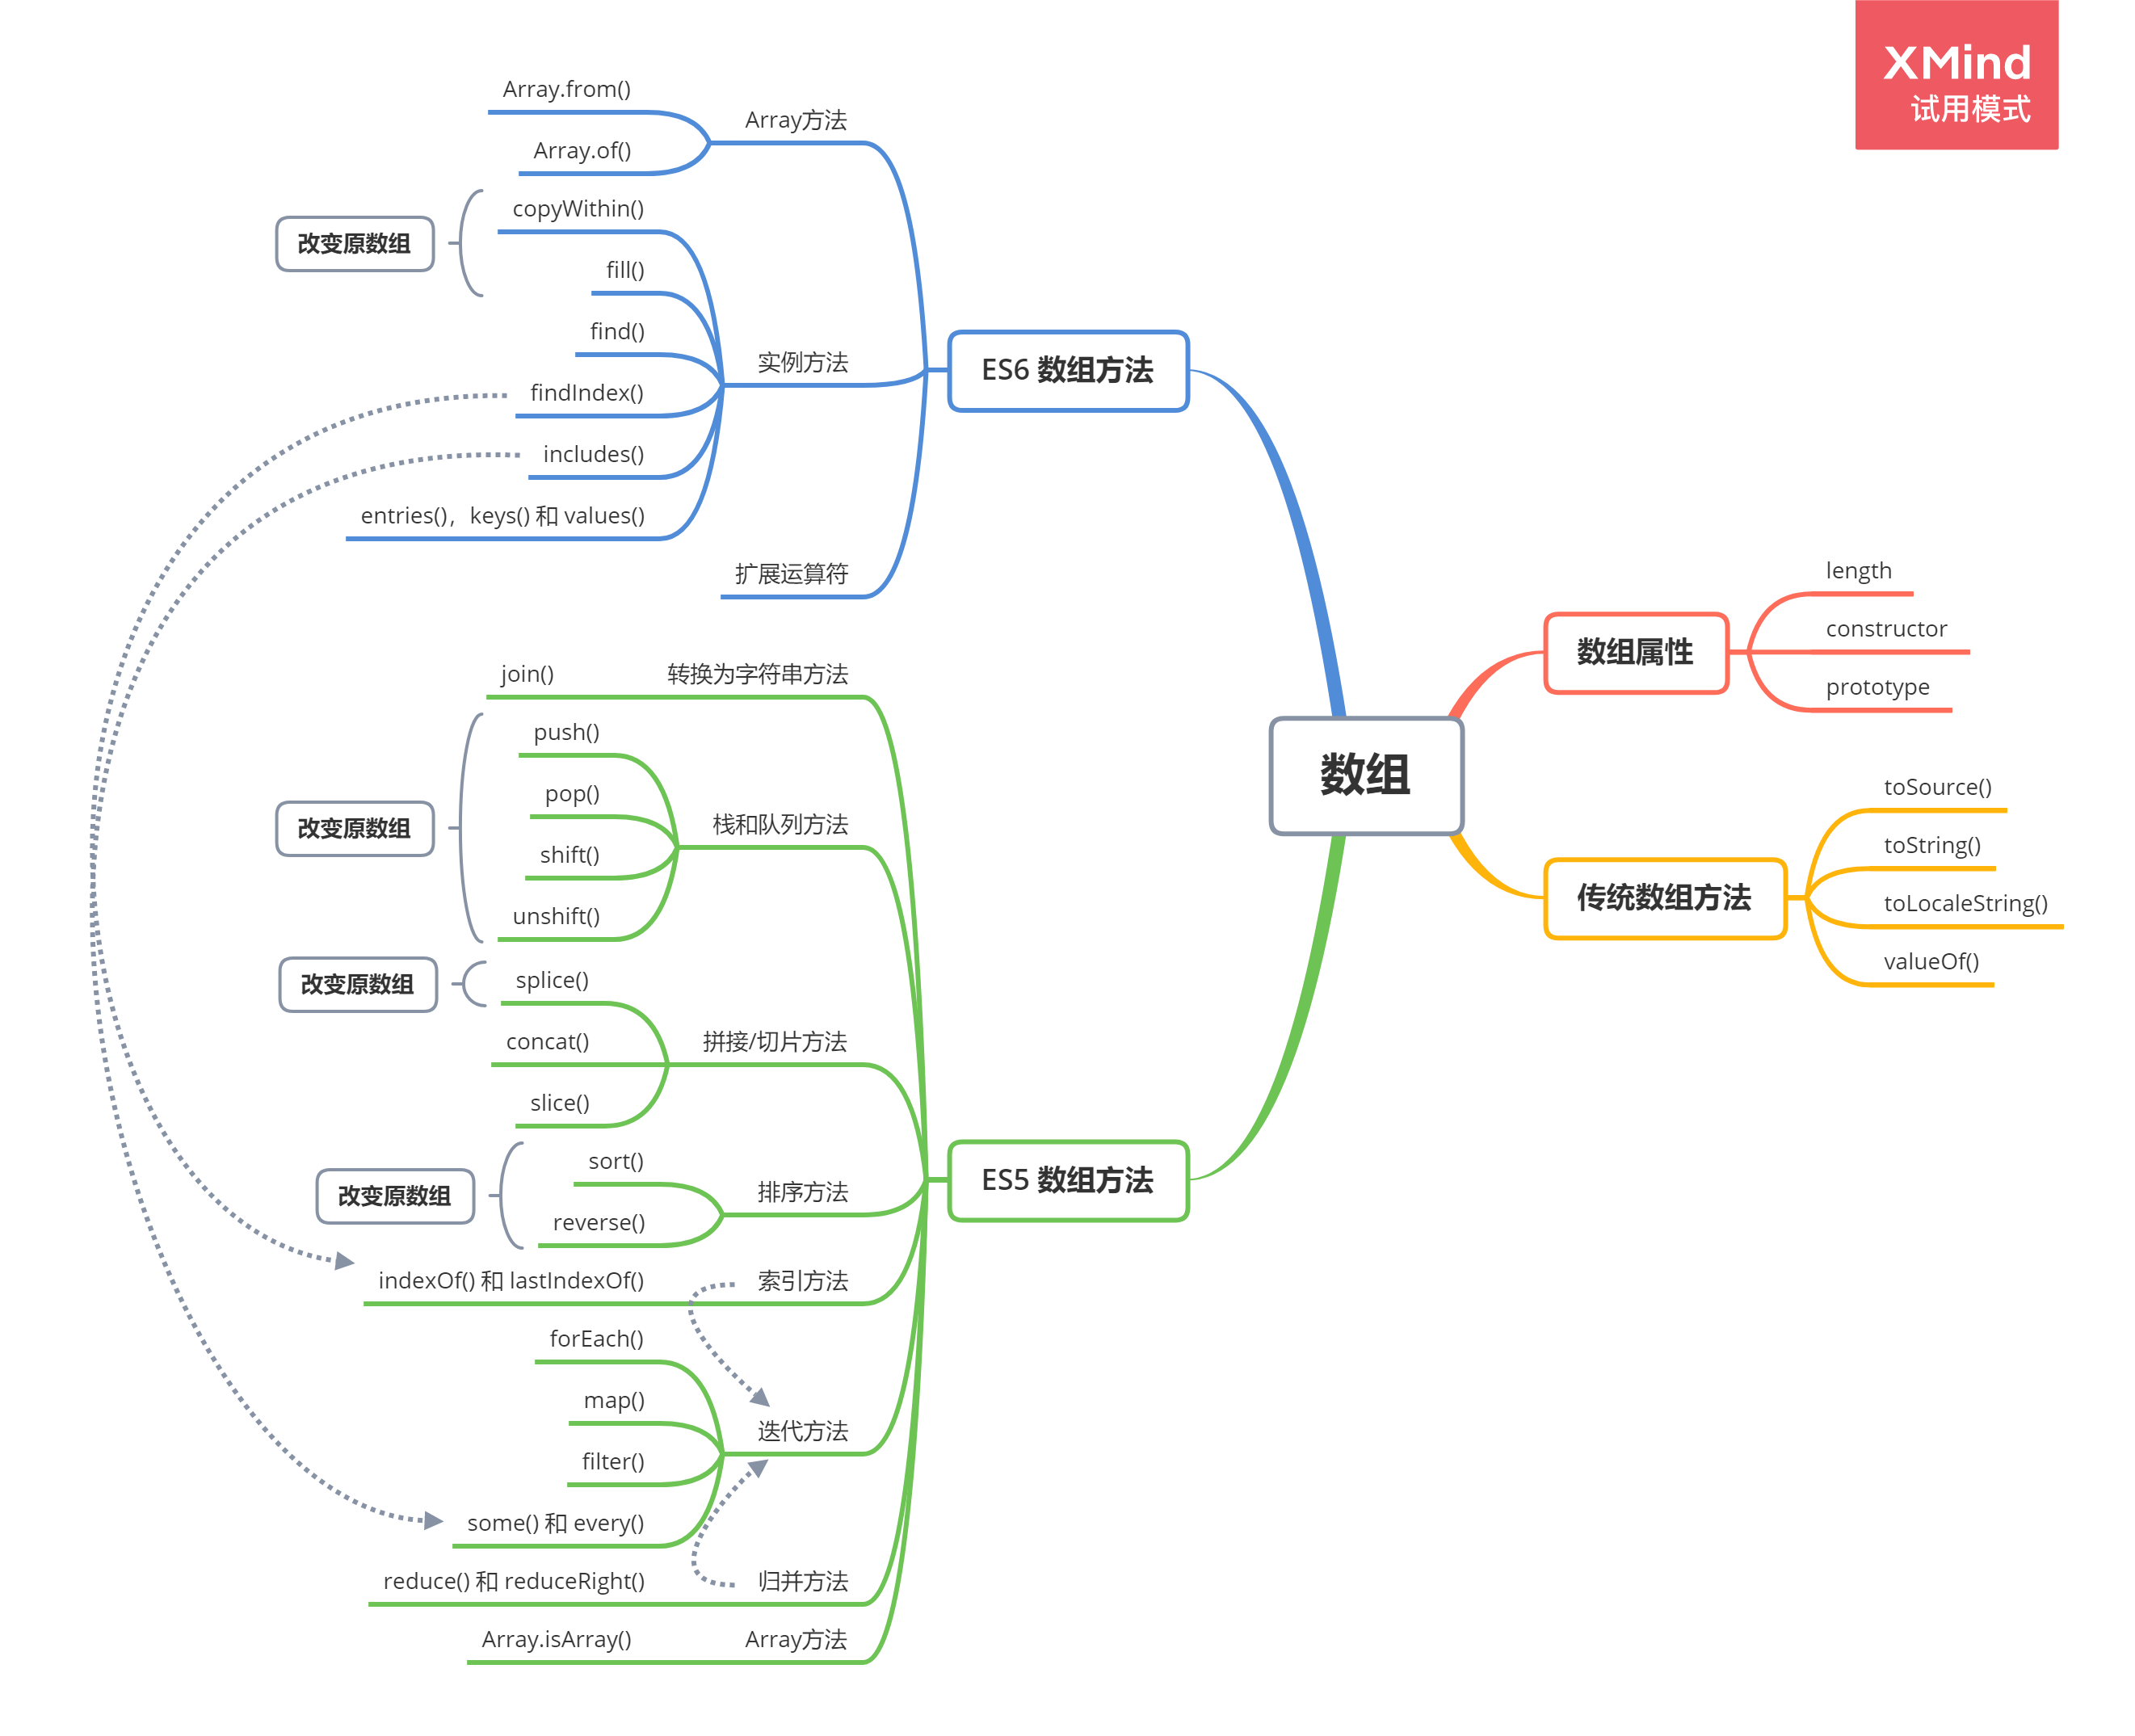 XMind
试用模式
数组
数组属性
length
constructor
prototype
传统数组方法
toSource()
toString()
toLocaleString()
valueOf()
ES6 数组方法
Array方法
Array.from()
Array.of()
实例方法
改变原数组
copyWithin()
fill()
find()
findIndex()
includes()
entries()，keys() 和 values()
扩展运算符
ES5 数组方法
转换为字符串方法
join()
栈和队列方法
改变原数组
push()
pop()
shift()
unshift()
拼接/切片方法
改变原数组
splice()
concat()
slice()
排序方法
改变原数组
sort()
reverse()
索引方法
indexOf() 和 lastIndexOf()
迭代方法
forEach()
map()
filter()
some() 和 every()
归并方法
reduce() 和 reduceRight()
Array方法
Array.isArray()